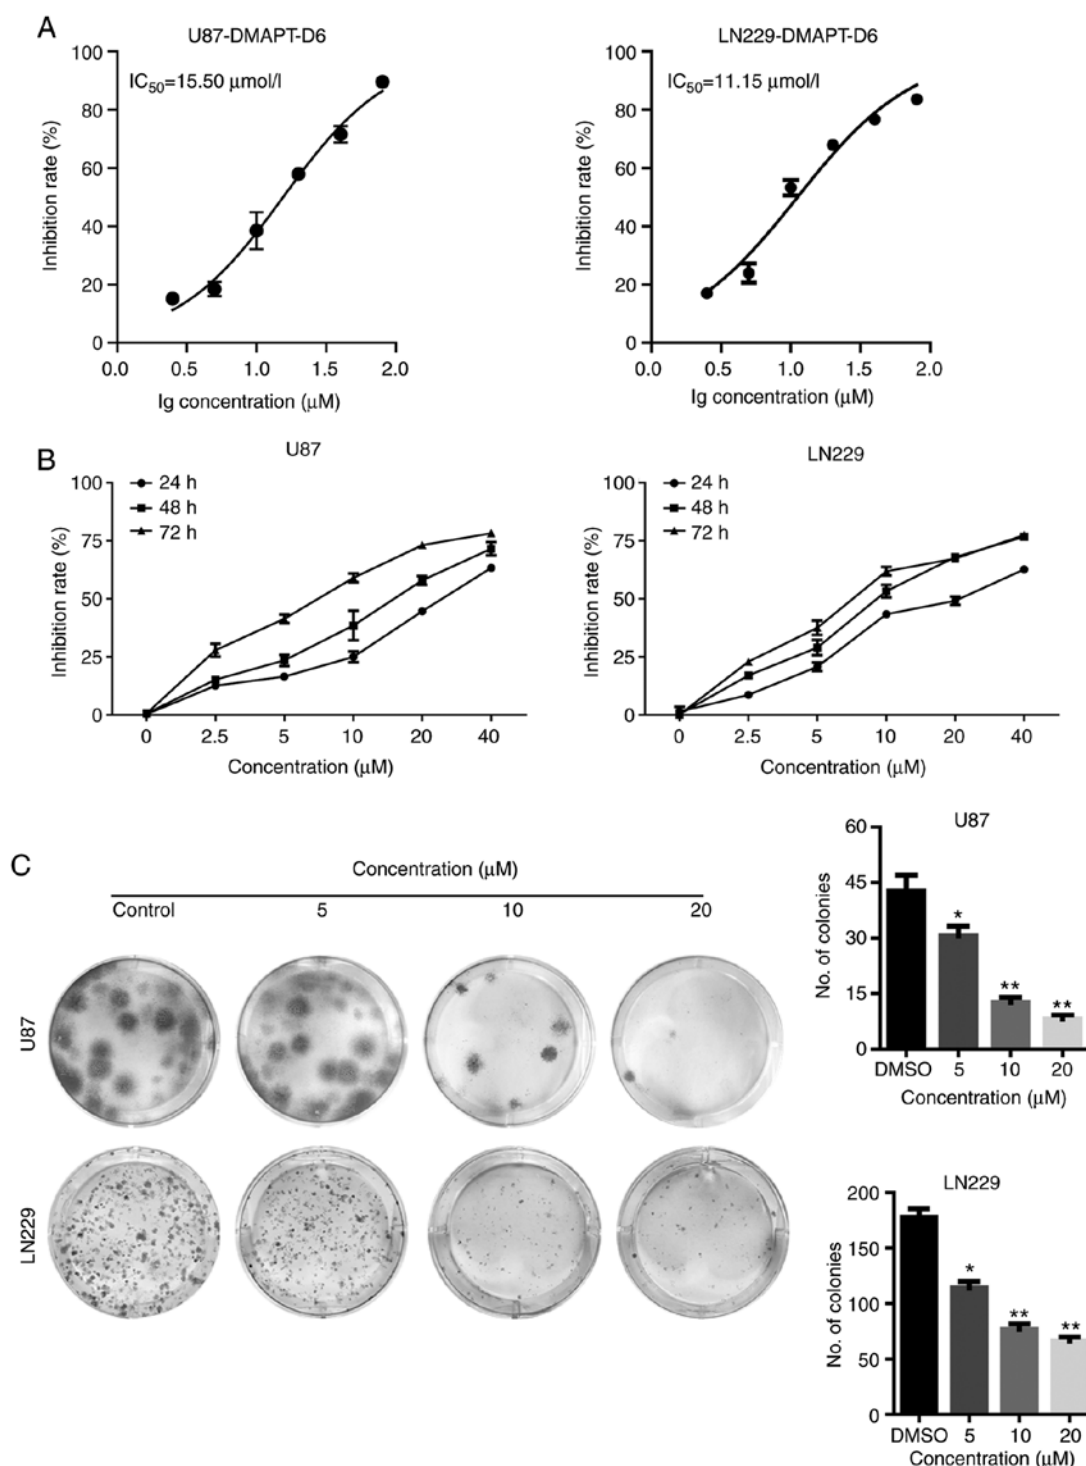 A
U87-DMAPT-D6
IC50=15.50 μmol/l
Inhibition rate (%)
100
80
60
40
20
0
0.0 0.5 1.0 1.5 2.0
lg concentration (μM)
LN229-DMAPT-D6
IC50=11.15 μmol/l
Inhibition rate (%)
100
80
60
40
20
0
0.0 0.5 1.0 1.5 2.0
lg concentration (μM)
B
U87
24 h
48 h
72 h
Inhibition rate (%)
100
75
50
25
0
0 2.5 5 10 20 40
Concentration (μM)
LN229
24 h
48 h
72 h
Inhibition rate (%)
100
75
50
25
0
0 2.5 5 10 20 40
Concentration (μM)
C
Concentration (μM)
Control 5 10 20
U87
LN229
U87
No. of colonies
60
45
30
15
0
* ** **
DMSO 5 10 20
Concentration (μM)
LN229
No. of colonies
200
150
100
50
0
* ** **
DMSO 5 10 20
Concentration (μM)